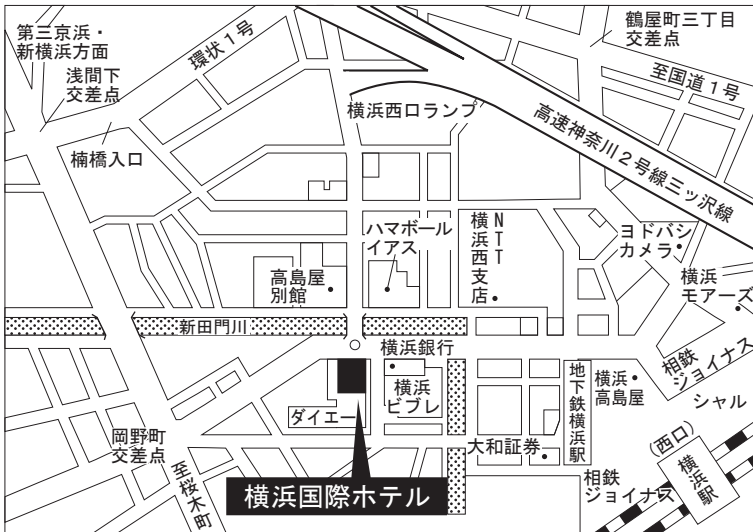 第三京浜・
新横浜方面
環状1号
鶴屋町三丁目
交差点
浅間下
交差点
至国道1号
横浜西口ランプ
高速神奈川2号線三ッ沢線
楠橋入口
ハマボール
イアス
横浜西支店
NTT
ヨドバシ
カメラ
高島屋
別館
横浜
モアーズ
新田間川
横浜銀行
相鉄
ジョイナス
地下鉄横浜駅
横浜
高島屋
横浜
ビブレ
シャル
ダイエー
岡野町
交差点
大和証券
(西口)
至桜木町
相鉄
ジョイナス
横浜駅
横浜国際ホテル